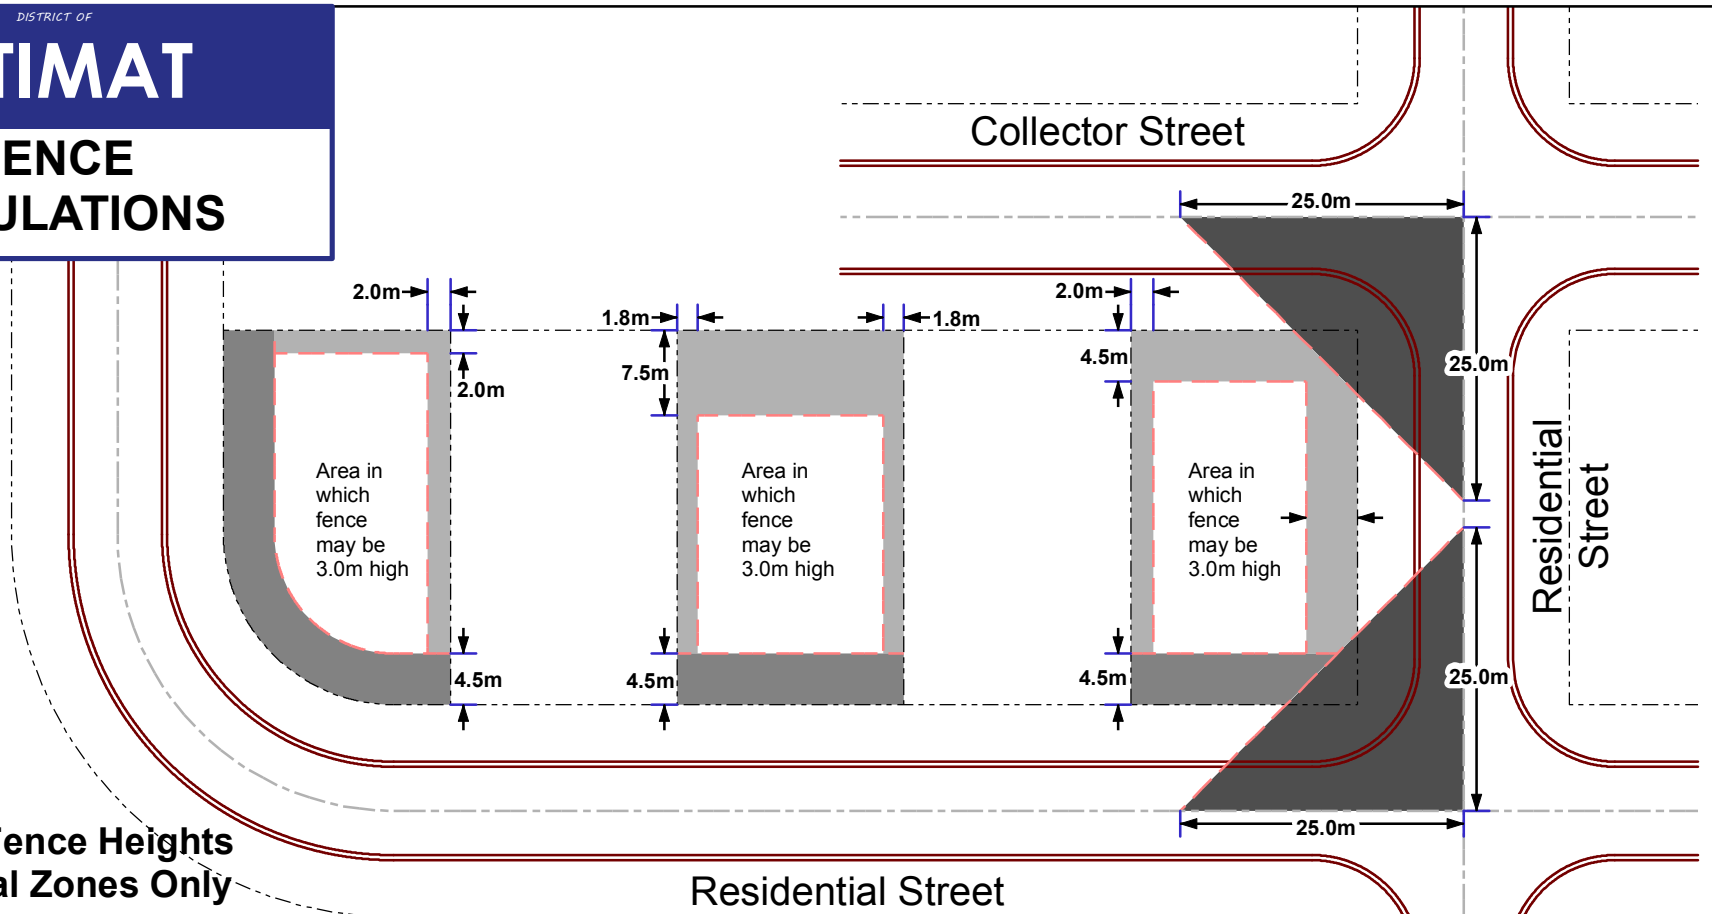 DISTRICT OF
TIMAT
ENCE
ULATIONS
Collector Street
25.0m
2.0m
2.0m
1.8m
1.8m
7.5m
2.0m
4.5m
25.0m
Area in
which
fence
may be
3.0m high
Area in
which
fence
may be
3.0m high
Area in
which
fence
may be
3.0m high
Residential
Street
4.5m
4.5m
4.5m
25.0m
25.0m
ence Heights
al Zones Only
Residential Street